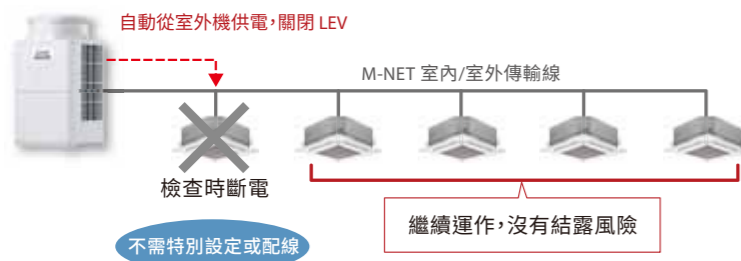 自動從室外機供電，關閉 LEV
M-NET 室內/室外傳輸線
檢查時斷電
繼續運作，沒有結露風險
不需特別設定或配線